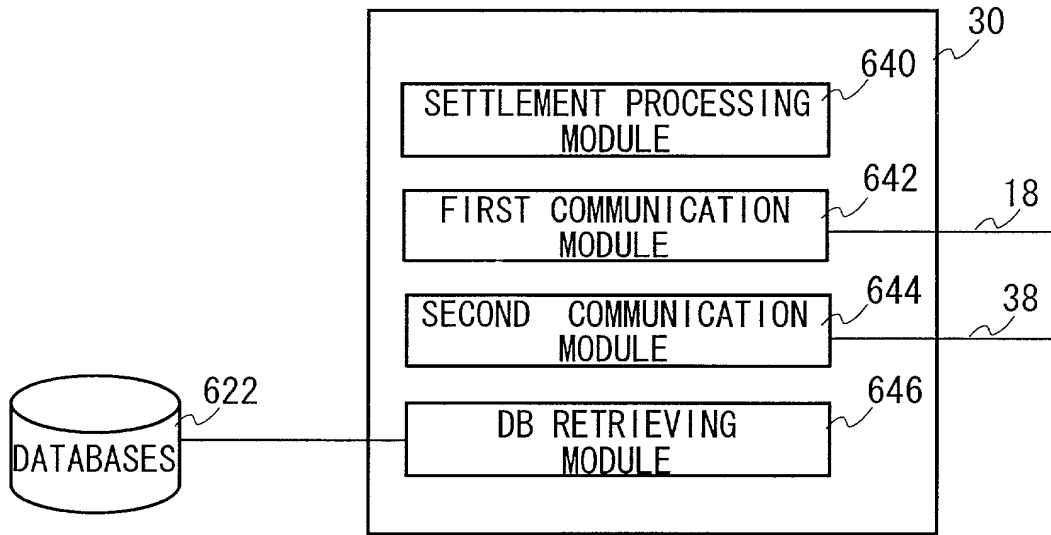 30
640
SETTLEMENT PROCESSING
MODULE
642
FIRST COMMUNICATION
MODULE
18
644
SECOND COMMUNICATION
MODULE
38
622
DATABASES
646
DB RETRIEVING
MODULE